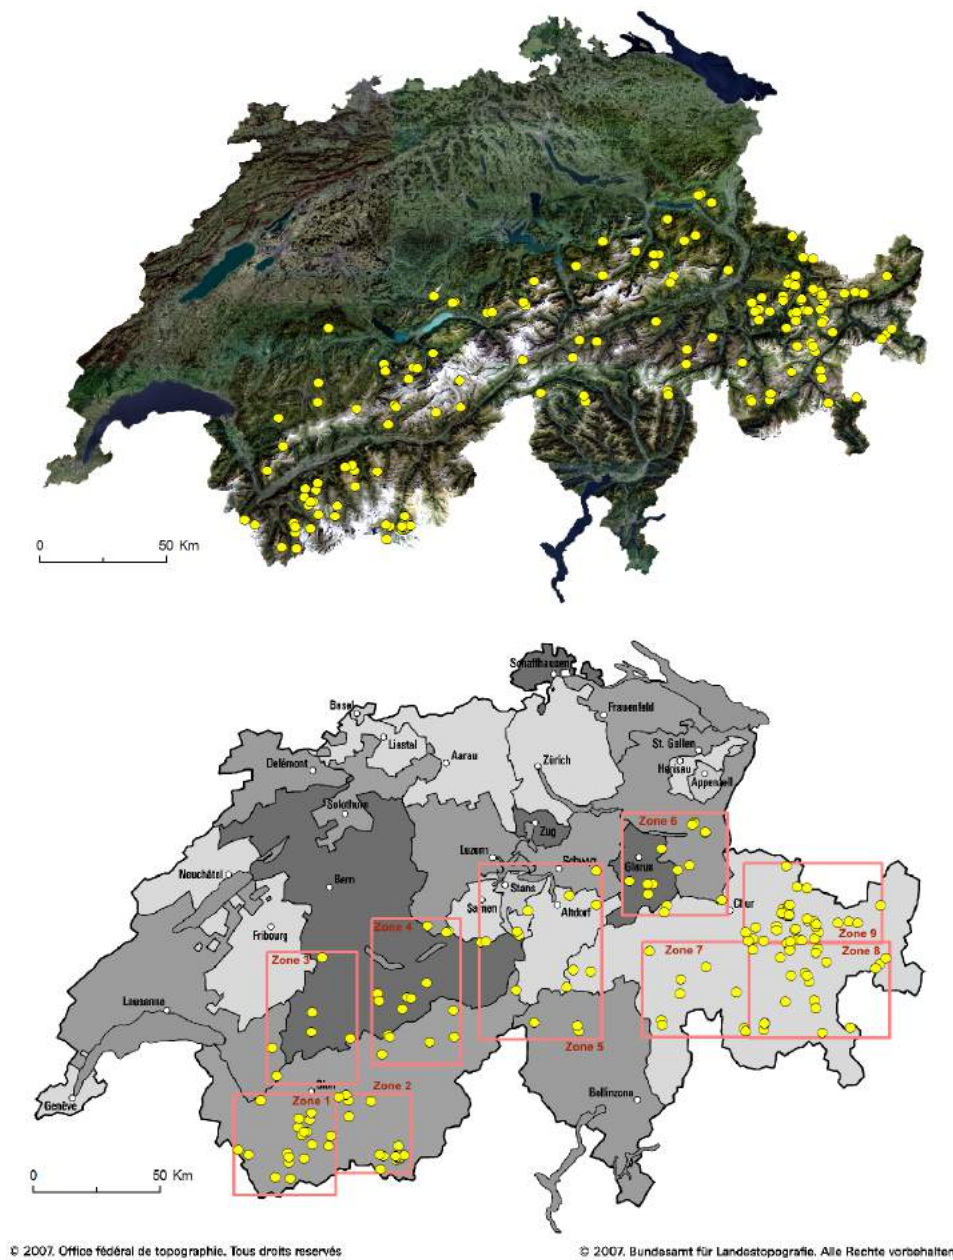 0 50 Km
Schaffhausen
Basel
Frauenfeld
Liestal
St. Gallen
Delémont
Aarau
Zürich
Herisau
Appenzell
Solothurn
Zone 6
Zug
Luzern
Schwyz
Glarus
Neuchâtel
Bern
Stans
Sarnen
Altdorf
Chur
Fribourg
Zone 4
Zone 9
Zone 3
Zone 7
Zone 8
Lausanne
Zone 5
Sion
Zone 2
Genève
Zone 1
Bellinzona
0 50 Km
© 2007. Office fédéral de topographie. Tous droits reservés
© 2007. Bundesamt für Landestopografie. Alle Rechte vorbehalten